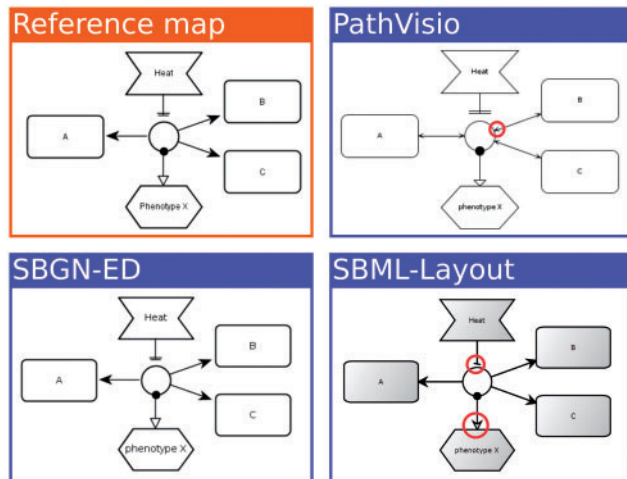 Reference map
Heat
B
A
C
Phenotype X
PathVisio
Heat
B
A
C
phenotype X
SBGN-ED
Heat
B
A
C
phenotype X
SBML-Layout
Heat
B
A
C
phenotype X